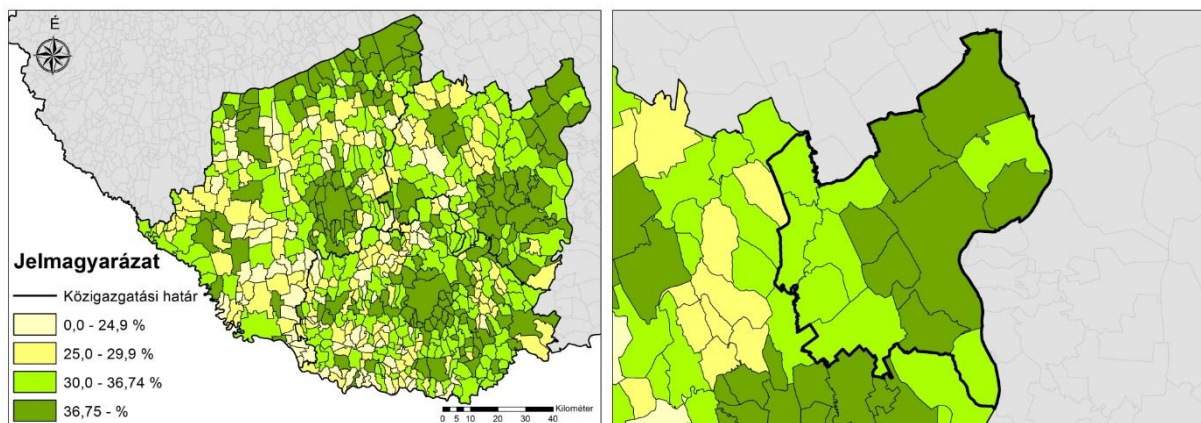 É
Jelmagyarázat
Közigazgatási határ
0,0 - 24,9 %
25,0 - 29,9 %
30,0 - 36,74 %
36,75 - %
Kilométer
0 5 10 20 30 40